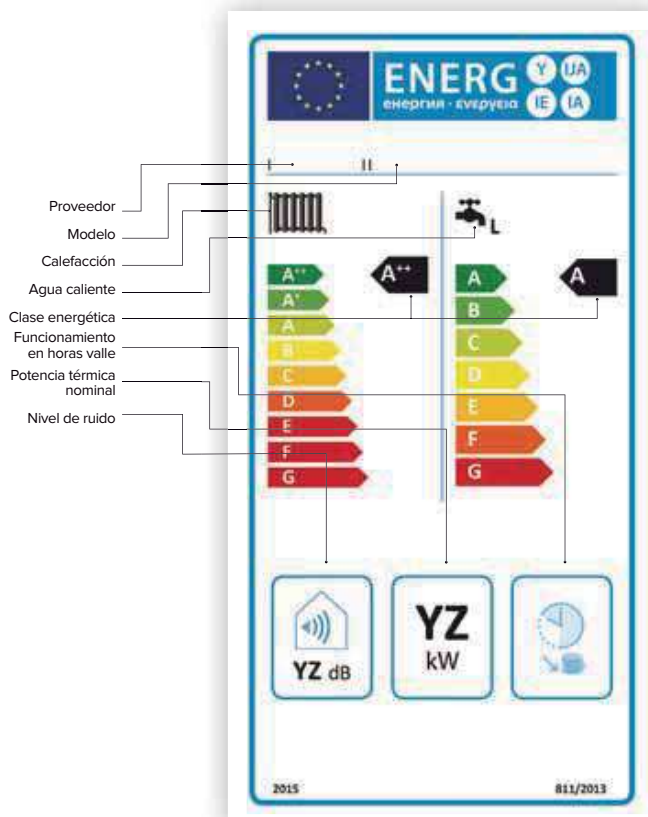 ENERG Y UA
енергия · ενεργεια IE IA
I II
Proveedor
Modelo
Calefacción
Agua caliente
Clase energética
Funcionamiento
en horas valle
Potencia térmica
nominal
Nivel de ruido
L
A++ A++
A+
A
B
C
D
E
F
G
A A
B
C
D
E
F
G
YZ dB
YZ
kW
2015 811/2013